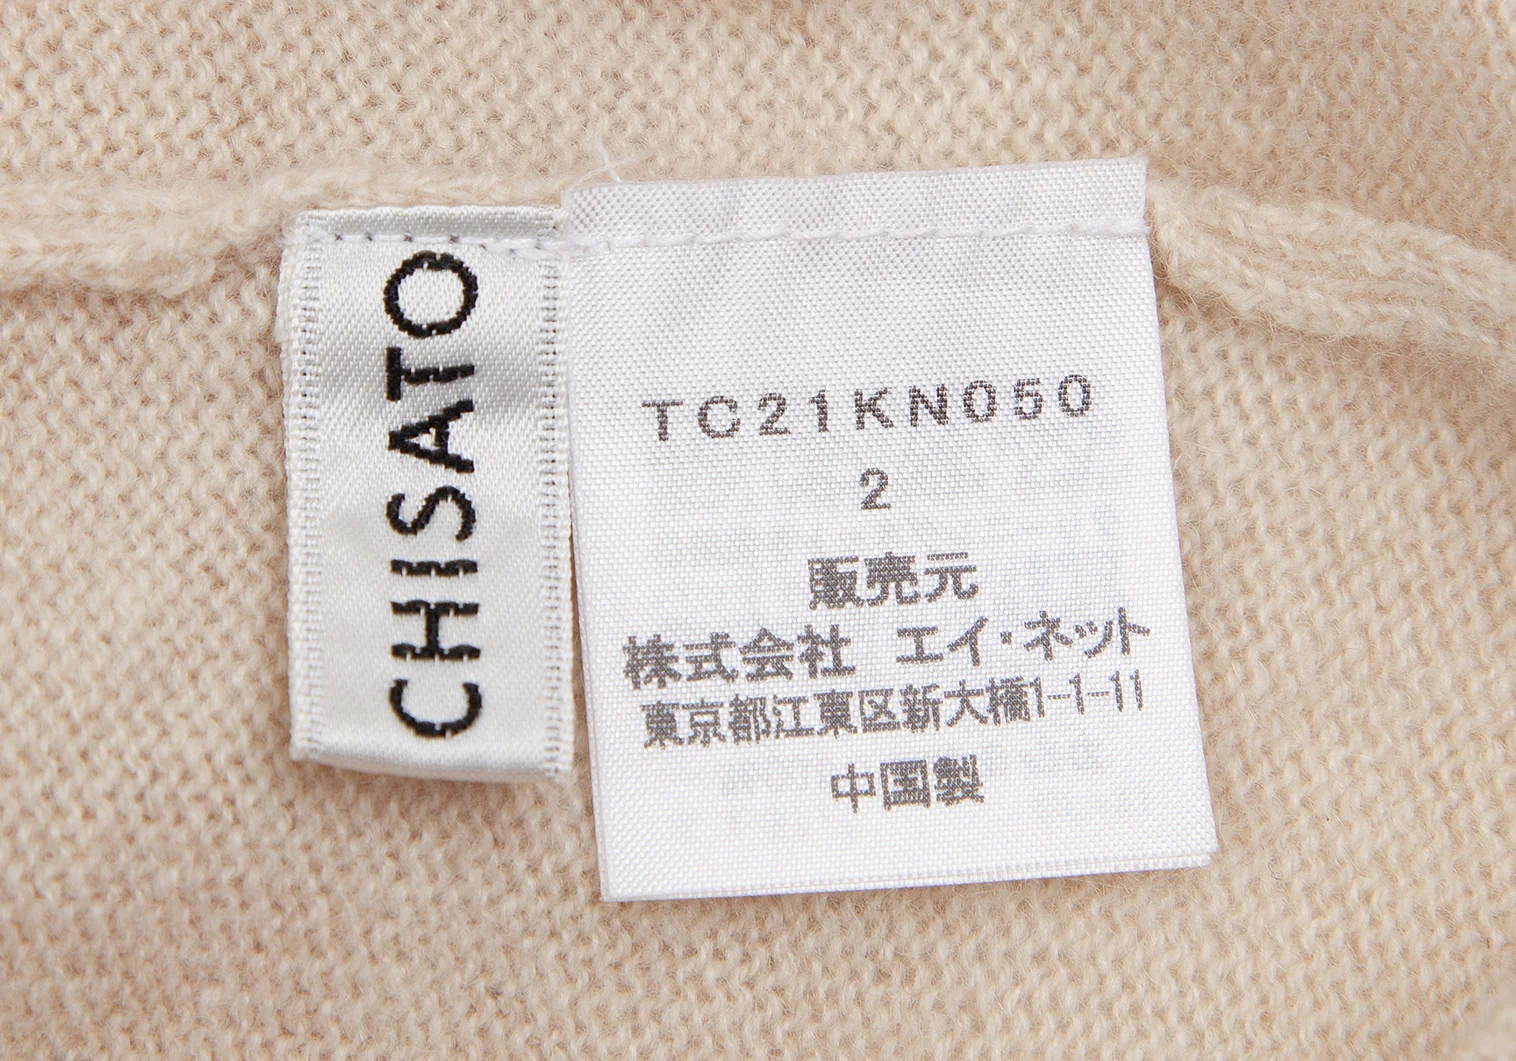 CHISATO
TC21KN050
2
販売元
株式会社 エイ・ネット
東京都江東区新大橋1-1-11
中国製